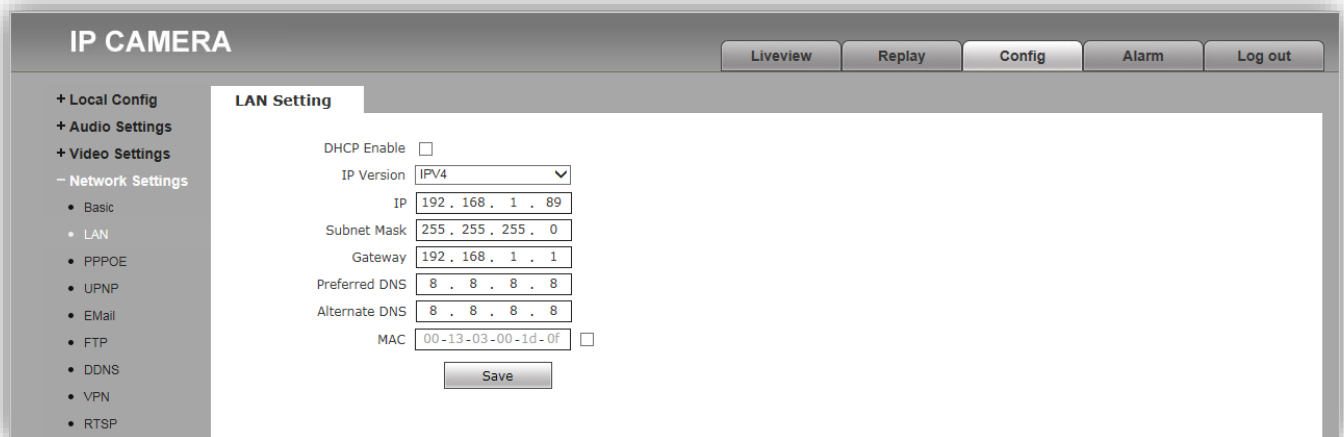 IP CAMERA
Liveview Replay Config Alarm Log out
+ Local Config
+ Audio Settings
+ Video Settings
− Network Settings
• Basic
• LAN
• PPPOE
• UPNP
• EMail
• FTP
• DDNS
• VPN
• RTSP
LAN Setting
DHCP Enable
IP Version IPV4
IP 192 . 168 . 1 . 89
Subnet Mask 255 . 255 . 255 . 0
Gateway 192 . 168 . 1 . 1
Preferred DNS 8 . 8 . 8 . 8
Alternate DNS 8 . 8 . 8 . 8
MAC 00-13-03-00-1d-0f
Save